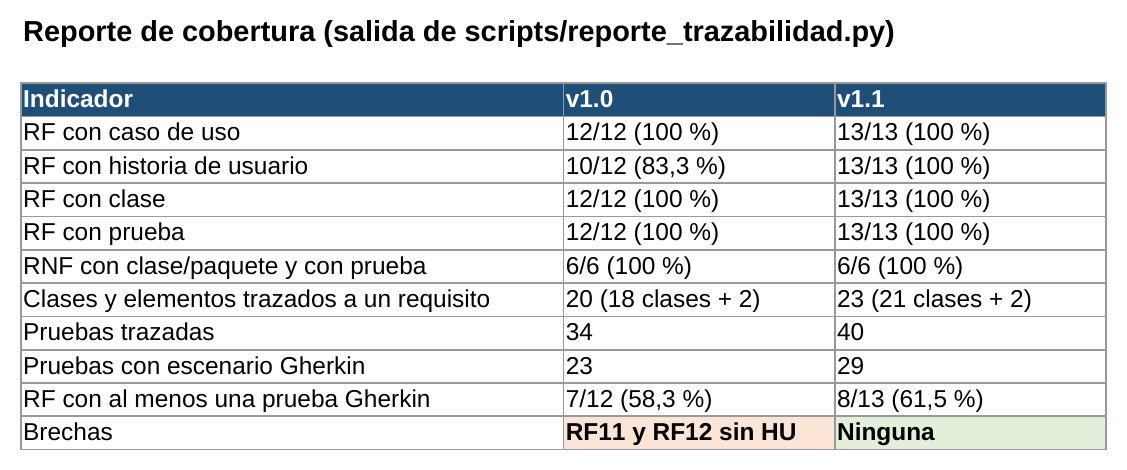 Reporte de cobertura (salida de scripts/reporte_trazabilidad.py)
Indicador v1.0 v1.1
RF con caso de uso 12/12 (100 %) 13/13 (100 %)
RF con historia de usuario 10/12 (83,3 %) 13/13 (100 %)
RF con clase 12/12 (100 %) 13/13 (100 %)
RF con prueba 12/12 (100 %) 13/13 (100 %)
RNF con clase/paquete y con prueba 6/6 (100 %) 6/6 (100 %)
Clases y elementos trazados a un requisito 20 (18 clases + 2) 23 (21 clases + 2)
Pruebas trazadas 34 40
Pruebas con escenario Gherkin 23 29
RF con al menos una prueba Gherkin 7/12 (58,3 %) 8/13 (61,5 %)
Brechas RF11 y RF12 sin HU Ninguna